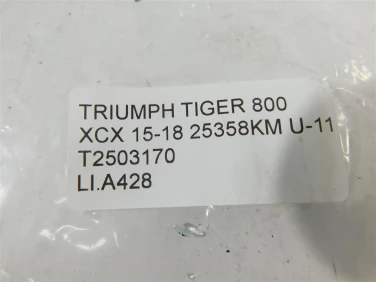 TRIUMPH TIGER 800
XCX 15-18 25358KM U-11
T2503170
LI.A428